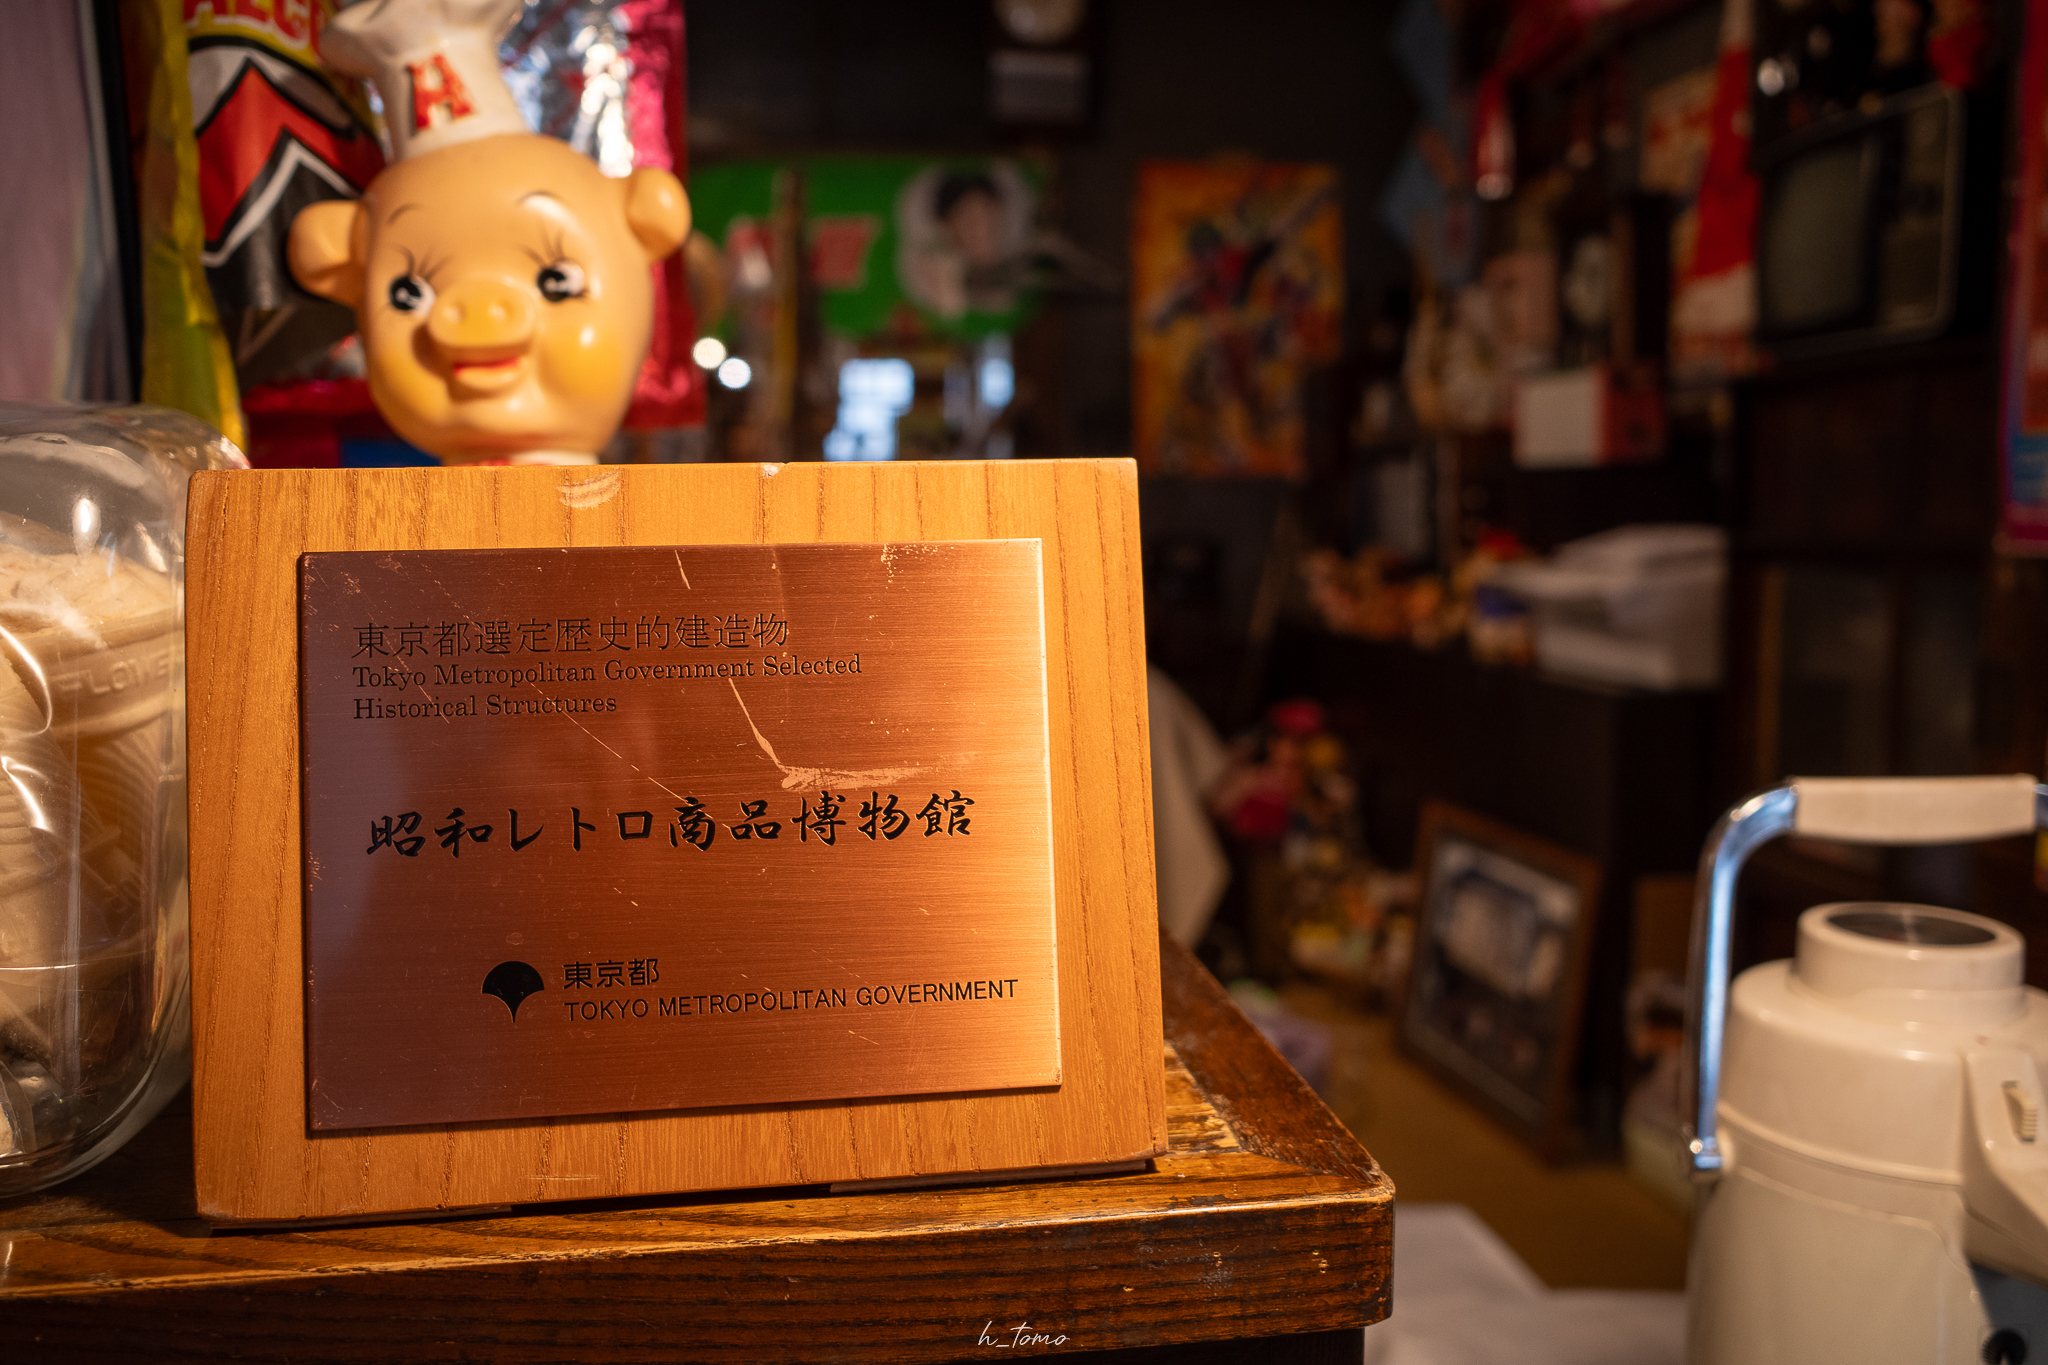 H
東京都選定歴史的建造物
Tokyo Metropolitan Government Selected
Historical Structures
昭和レトロ商品博物館
東京都
TOKYO METROPOLITAN GOVERNMENT
h_tomo